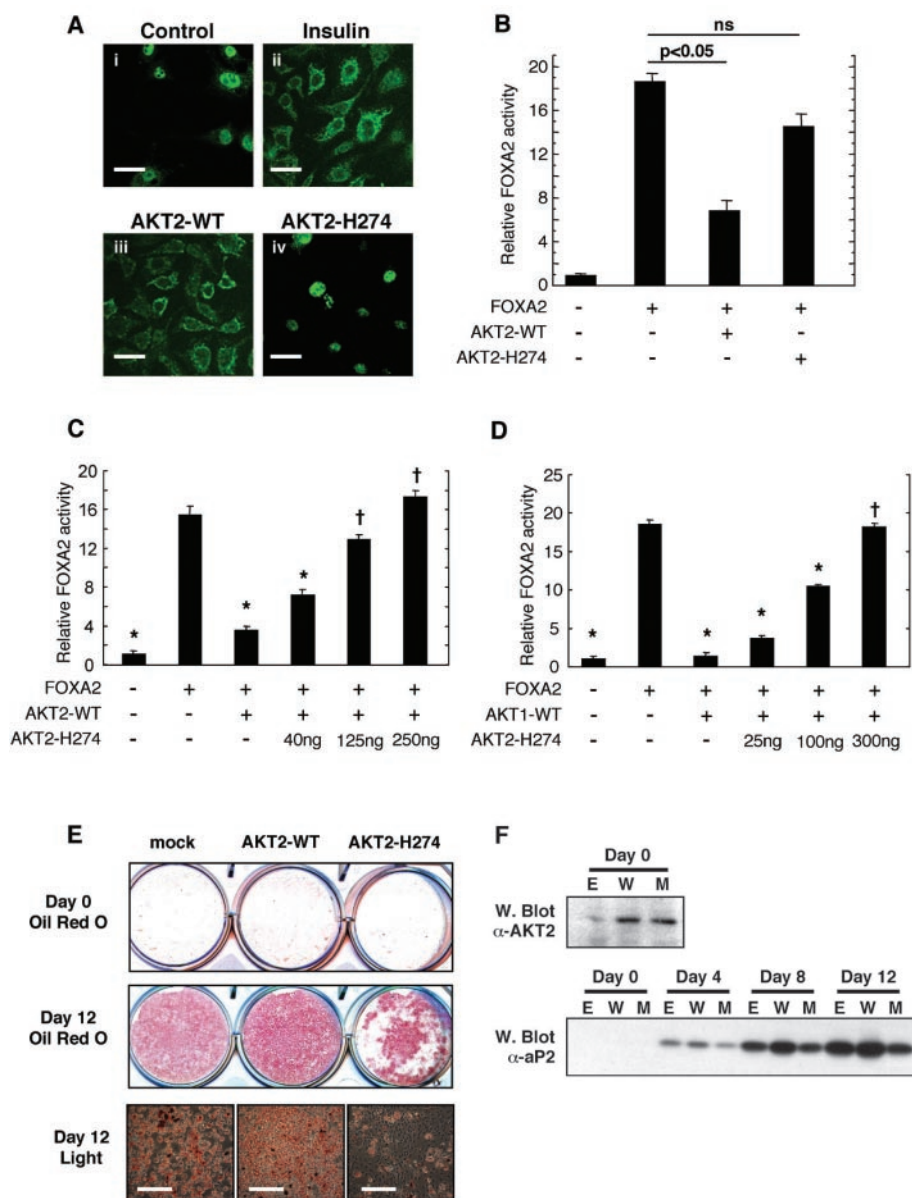 A
Control
Insulin
i
ii
AKT2-WT
AKT2-H274
iii
iv
B
ns
p<0.05
Relative FOXA2 activity
20
16
12
8
4
0
FOXA2 - + + +
AKT2-WT - - + -
AKT2-H274 - - - +
C
Relative FOXA2 activity
20
16
12
8
4
0
* * * † †
FOXA2 - + + + + +
AKT2-WT - - + + + +
AKT2-H274 - - - 40ng 125ng 250ng
D
Relative FOXA2 activity
25
20
15
10
5
0
* * * * †
FOXA2 - + + + + +
AKT1-WT - - + + + +
AKT2-H274 - - - 25ng 100ng 300ng
E
mock AKT2-WT AKT2-H274
Day 0
Oil Red O
Day 12
Oil Red O
Day 12
Light
F
Day 0
E W M
W. Blot
α-AKT2
Day 0 Day 4 Day 8 Day 12
E W M E W M E W M E W M
W. Blot
α-aP2